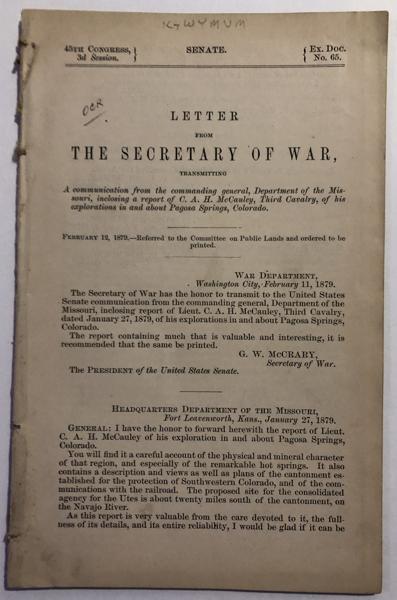 K+WYMVM
45TH CONGRESS, SENATE. EX. DOC.
3d Session. No. 65.
OCR
LETTER
FROM
THE SECRETARY OF WAR,
TRANSMITTING
A communication from the commanding general, Department of the Mis-
souri, inclosing a report of C. A. H. McCauley, Third Cavalry, of his
explorations in and about Pagosa Springs, Colorado.
FEBRUARY 12, 1879.—Referred to the Committee on Public Lands and ordered to be
printed.
WAR DEPARTMENT,
Washington City, February 11, 1879.
The Secretary of War has the honor to transmit to the United States
Senate communication from the commanding general, Department of the
Missouri, inclosing report of Lieut. C. A. H. McCauley, Third Cavalry,
dated January 27, 1879, of his explorations in and about Pagosa Springs,
Colorado.
The report containing much that is valuable and interesting, it is
recommended that the same be printed.
G. W. McCRARY,
Secretary of War.
The PRESIDENT of the United States Senate.
HEADQUARTERS DEPARTMENT OF THE MISSOURI,
Fort Leavenworth, Kans., January 27, 1879.
GENERAL: I have the honor to forward herewith the report of Lieut.
C. A. H. McCauley of his exploration in and about Pagosa Springs,
Colorado.
You will find it a careful account of the physical and mineral character
of that region, and especially of the remarkable hot springs. It also
contains a description and views as well as plans of the cantonment es-
tablished for the protection of Southwestern Colorado, and of the com-
munications with the railroad. The proposed site for the consolidated
agency for the Utes is about twenty miles south of the cantonment, on
the Navajo River.
As this report is very valuable from the care devoted to it, the full-
ness of its details, and its entire reliability, I would be glad if it can be